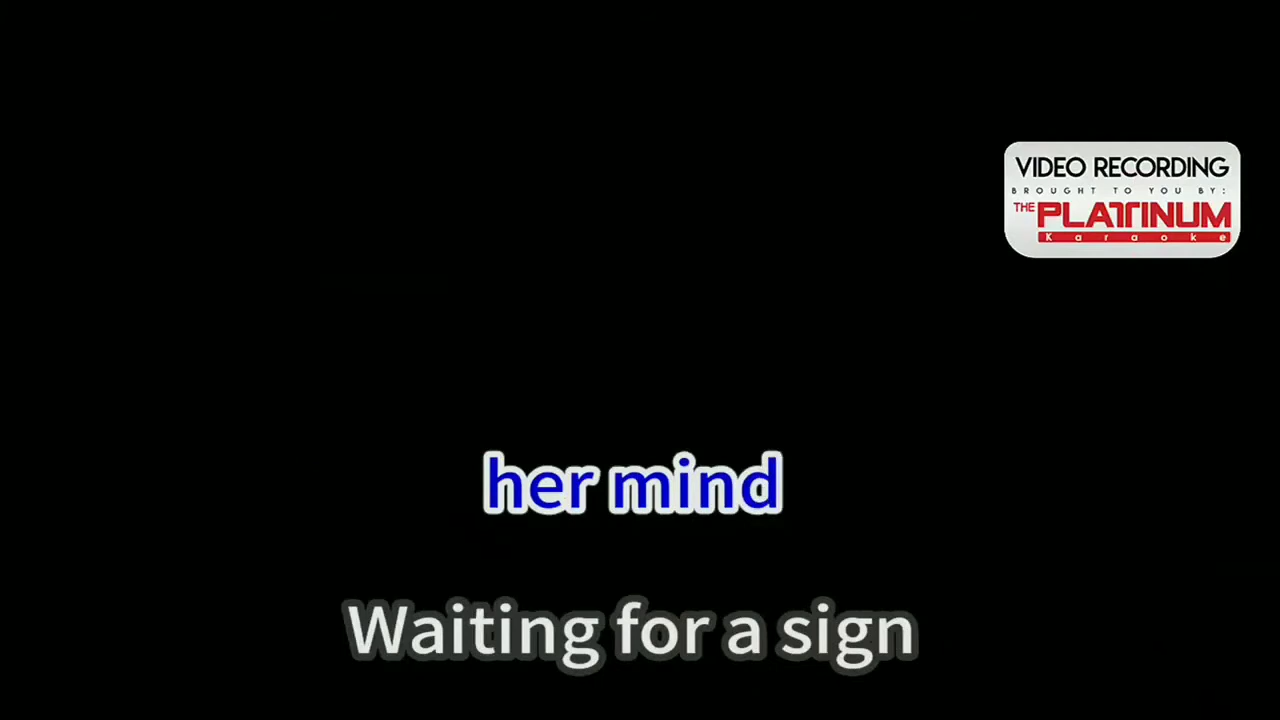 VIDEO RECORDING
BROUGHT TO YOU BY:
THE PLATINUM
Karaoke
her mind
Waiting for a sign